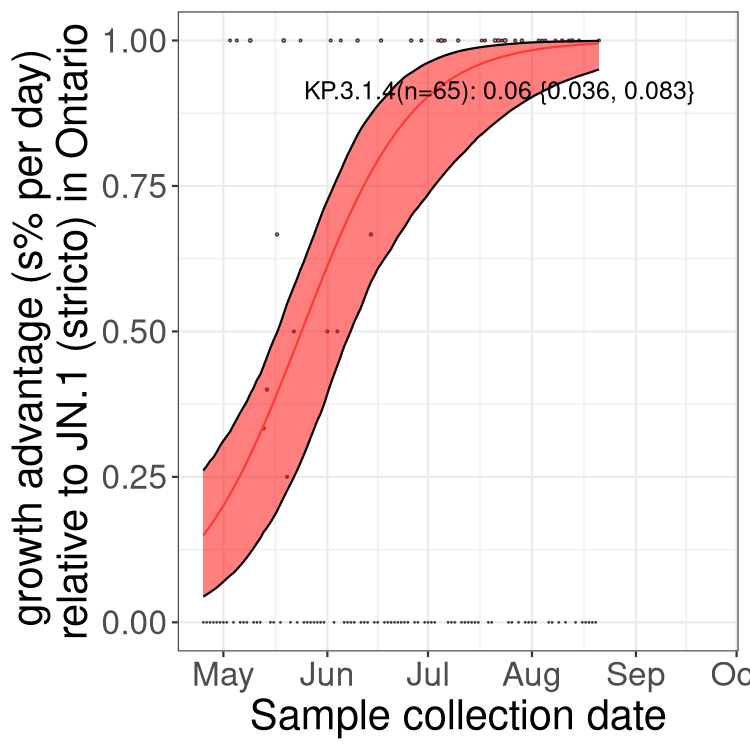 growth advantage (s% per day)
relative to JN.1 (stricto) in Ontario
1.00
0.75
0.50
0.25
0.00
KP.3.1.4(n=65): 0.06 {0.036, 0.083}
May Jun Jul Aug Sep Oc
Sample collection date